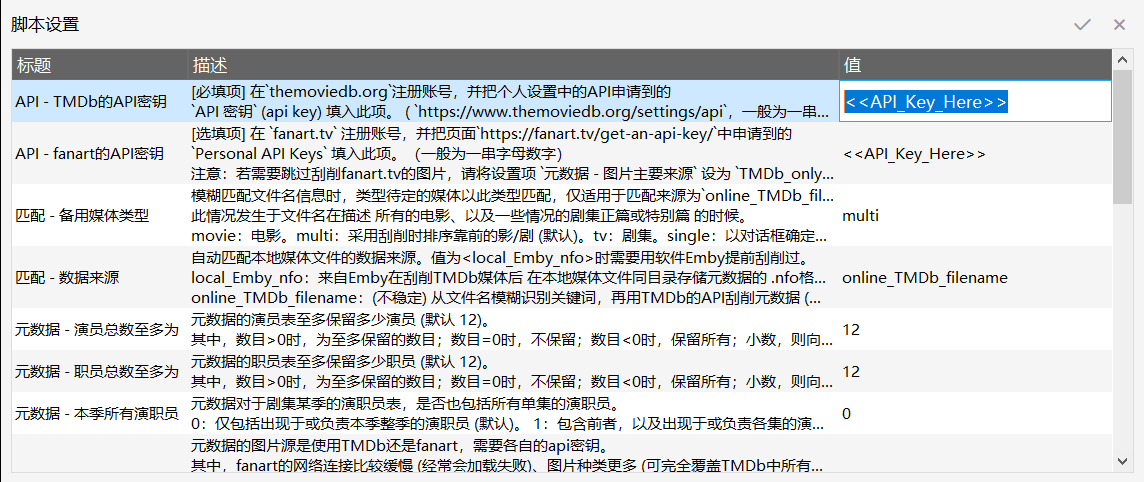 脚本设置
标题 描述 值
API - TMDb的API密钥
[必填项] 在`themoviedb.org`注册账号，并把个人设置中的API申请到的
`API 密钥` (api key) 填入此项。 ( `https://www.themoviedb.org/settings/api`，一般为一串...
<<API_Key_Here>>
API - fanart的API密钥
[选填项] 在 `fanart.tv` 注册账号，并把页面`https://fanart.tv/get-an-api-key/`中申请到的
`Personal API Keys` 填入此项。 (一般为一串字母数字)
注意：若需要跳过刮削fanart.tv的图片，请将设置项 `元数据 - 图片主要来源` 设为 `TMDb_only...
<<API_Key_Here>>
匹配 - 备用媒体类型
模糊匹配文件名信息时，类型待定的媒体以此类型匹配，仅适用于匹配来源为`online_TMDb_fil...
此情况发生于文件名在描述 所有的电影、以及一些情况的剧集正篇或特别篇 的时候。
movie：电影。multi：采用刮削时排序靠前的影/剧 (默认)。tv：剧集。single：以对话框确定...
multi
匹配 - 数据来源
自动匹配本地媒体文件的数据来源。值为<local_Emby_nfo>时需要用软件Emby提前刮削过。
local_Emby_nfo：来自Emby在刮削TMDb媒体后 在本地媒体文件同目录存储元数据的 .nfo格...
online_TMDb_filename：(不稳定) 从文件名模糊识别关键词，再用TMDb的API刮削元数据 (...
online_TMDb_filename
元数据 - 演员总数至多为
元数据的演员表至多保留多少演员 (默认 12)。
其中，数目>0时，为至多保留的数目；数目=0时，不保留；数目<0时，保留所有；小数，则向...
12
元数据 - 职员总数至多为
元数据的职员表至多保留多少职员 (默认 12)。
其中，数目>0时，为至多保留的数目；数目=0时，不保留；数目<0时，保留所有；小数，则向...
12
元数据 - 本季所有演职员
元数据对于剧集某季的演职员表，是否也包括所有单集的演职员。
0：仅包括出现于或负责本季整季的演职员 (默认)。 1：包含前者，以及出现于或负责各集的演...
0
元数据的图片源是使用TMDb还是fanart，需要各自的api密钥。
其中，fanart的网络连接比较缓慢 (经常会加载失败)、图片种类更多 (可完全覆盖TMDb中所有...